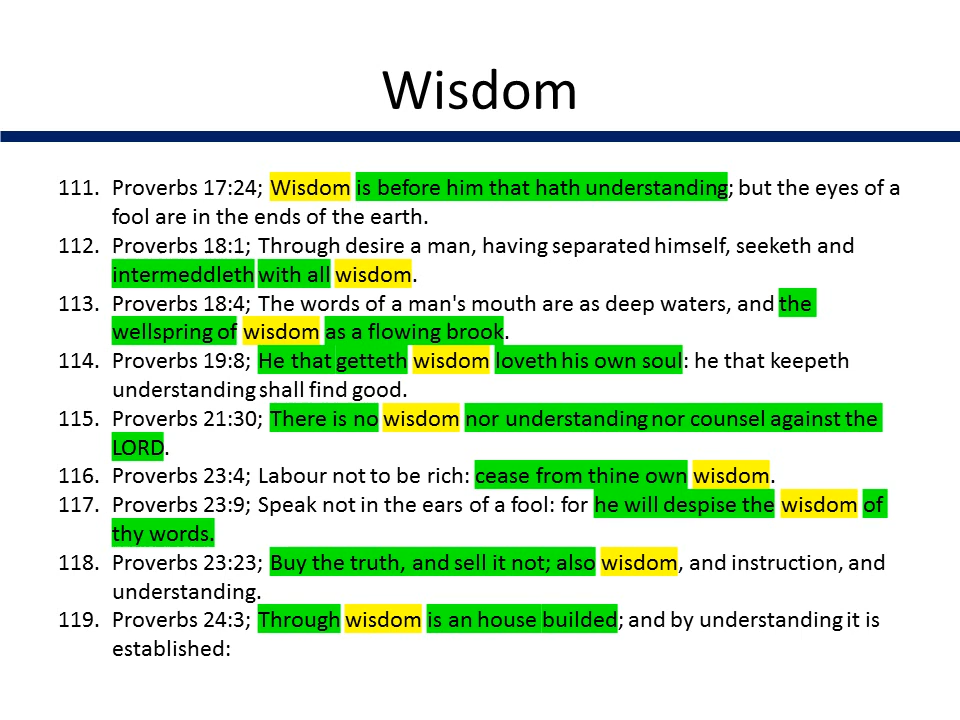 Wisdom
111. Proverbs 17:24; Wisdom is before him that hath understanding; but the eyes of a
fool are in the ends of the earth.
112. Proverbs 18:1; Through desire a man, having separated himself, seeketh and
intermeddleth with all wisdom.
113. Proverbs 18:4; The words of a man's mouth are as deep waters, and the
wellspring of wisdom as a flowing brook.
114. Proverbs 19:8; He that getteth wisdom loveth his own soul: he that keepeth
understanding shall find good.
115. Proverbs 21:30; There is no wisdom nor understanding nor counsel against the
LORD.
116. Proverbs 23:4; Labour not to be rich: cease from thine own wisdom.
117. Proverbs 23:9; Speak not in the ears of a fool: for he will despise the wisdom of
thy words.
118. Proverbs 23:23; Buy the truth, and sell it not; also wisdom, and instruction, and
understanding.
119. Proverbs 24:3; Through wisdom is an house builded; and by understanding it is
established: